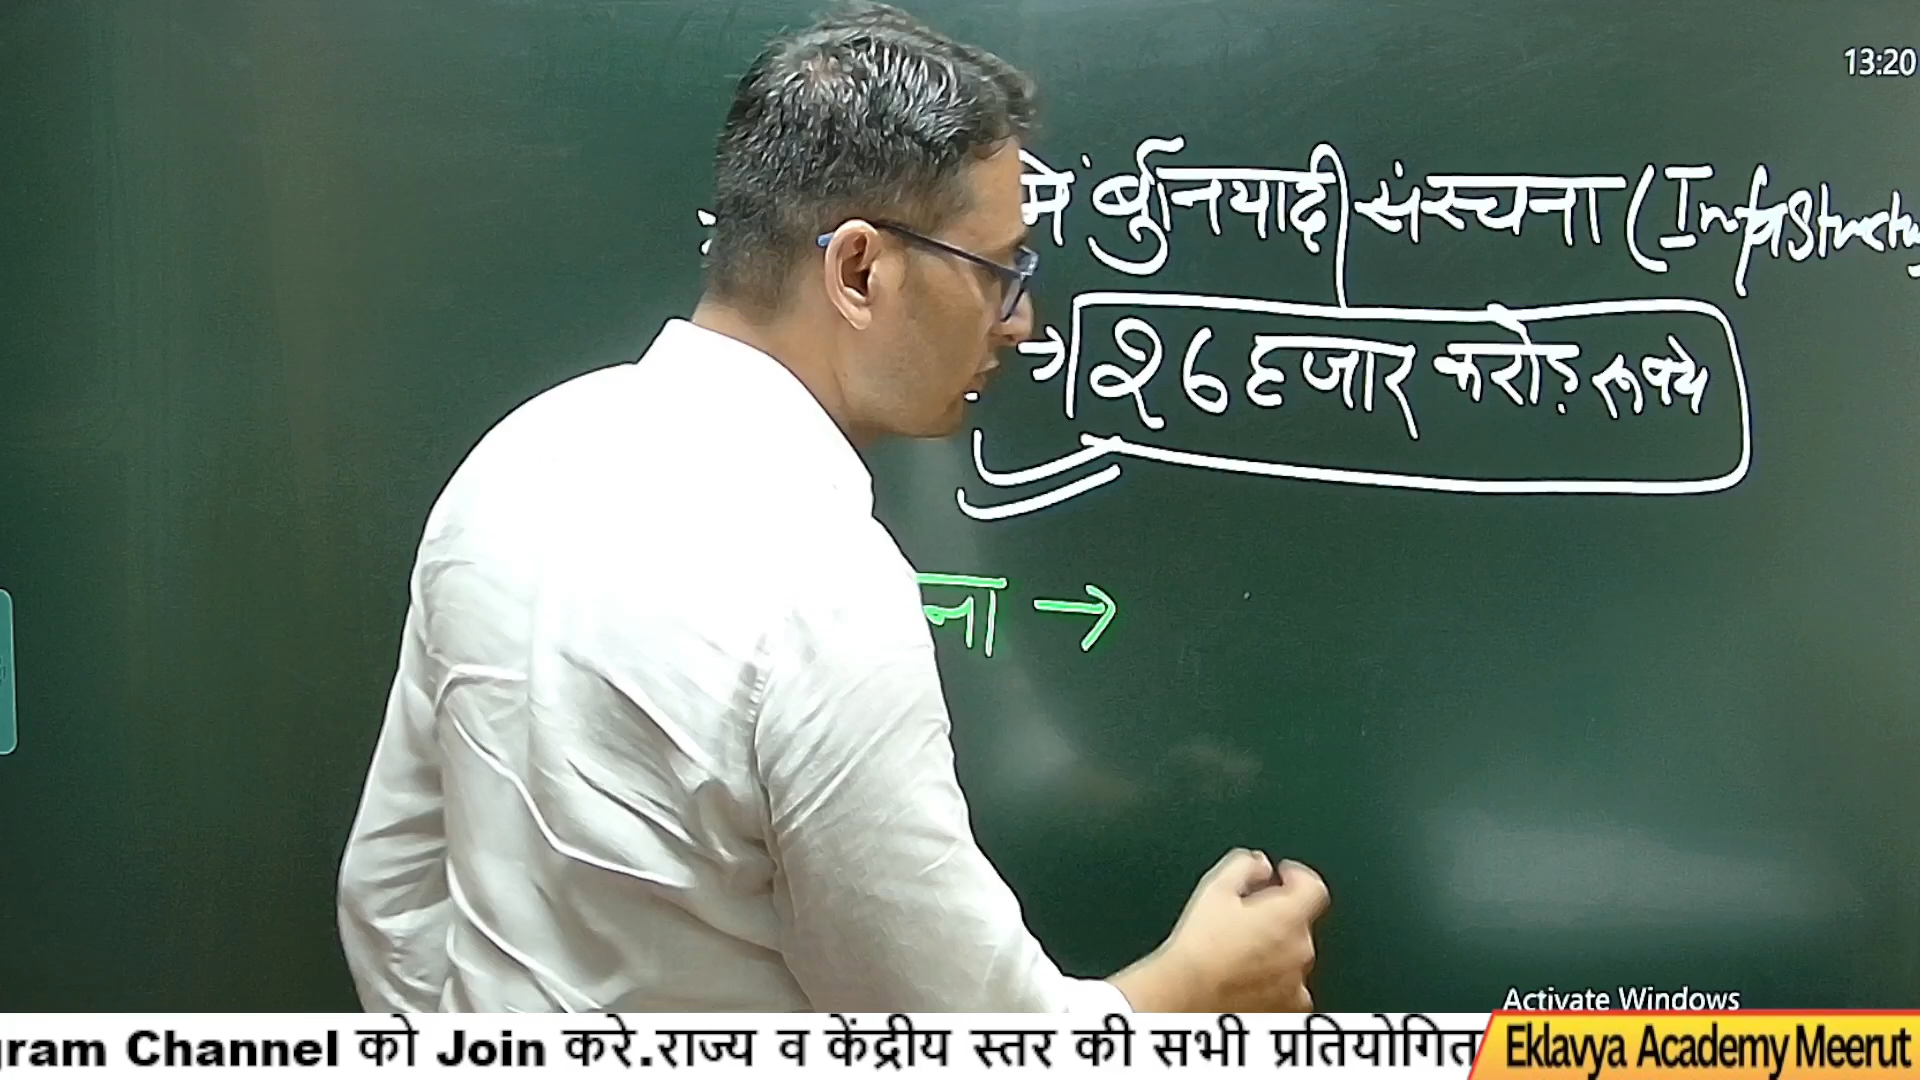 13:20
में बुनियादी संरचना (Infrastructu
→ २६ हजार करोड़ रूपये
ना →
Activate Windows
gram Channel को Join करे.राज्य व केंद्रीय स्तर की सभी प्रतियोगित
Eklavya Academy Meerut